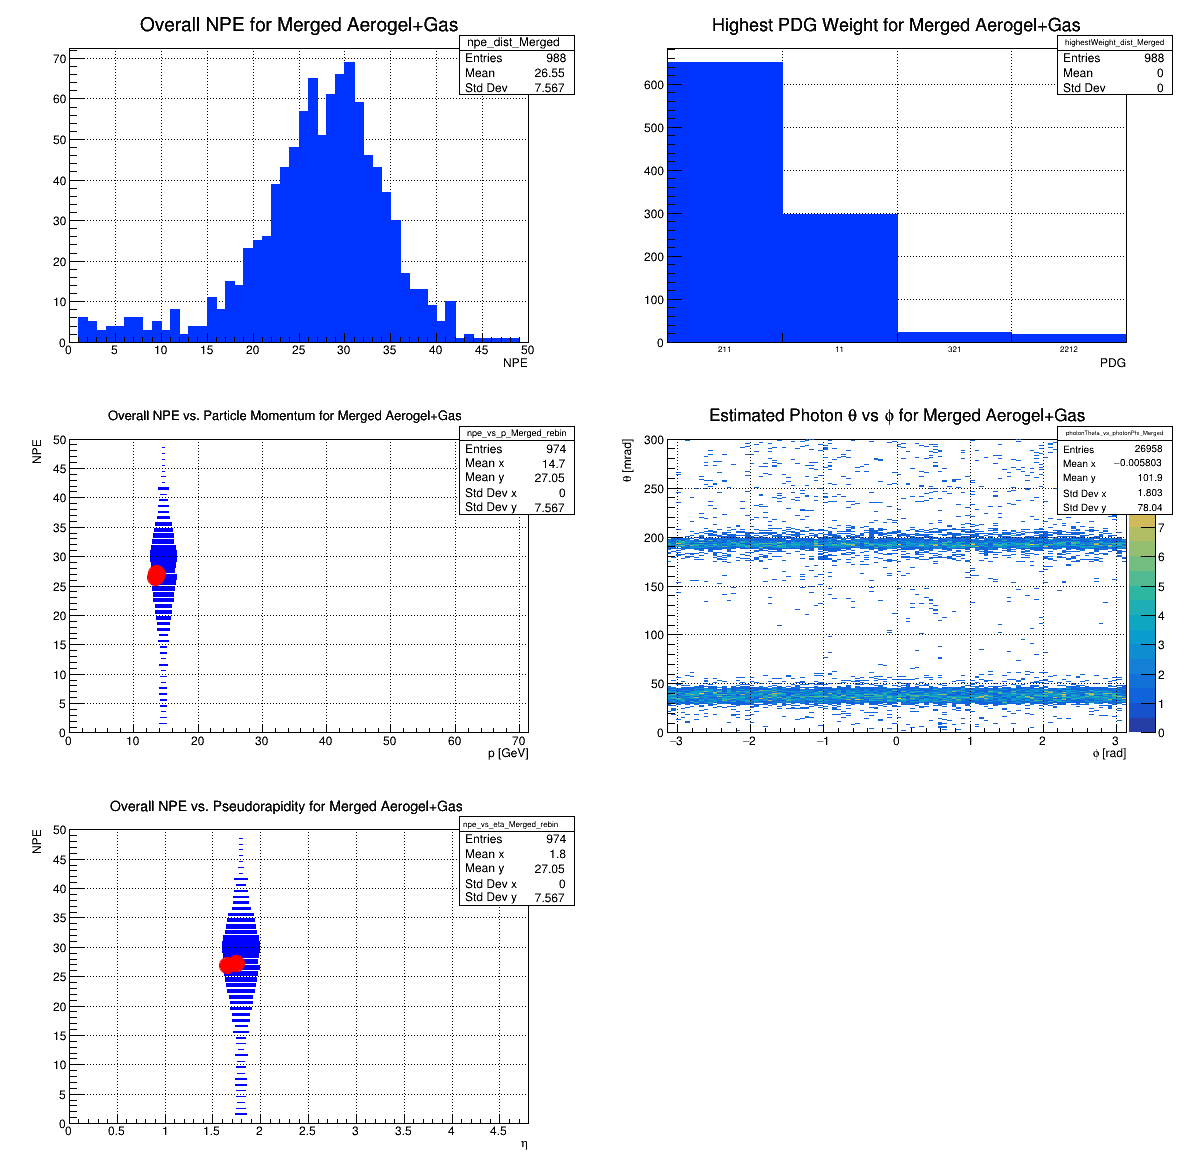 Overall NPE for Merged Aerogel+Gas
npe_dist_Merged
Entries 988
Mean 26.55
Std Dev 7.567
70
60
50
40
30
20
10
0
0 5 10 15 20 25 30 35 40 45 50
NPE
Highest PDG Weight for Merged Aerogel+Gas
highestWeight_dist_Merged
Entries 988
Mean 0
Std Dev 0
600
500
400
300
200
100
0
211 11 321 2212
PDG
Overall NPE vs. Particle Momentum for Merged Aerogel+Gas
npe_vs_p_Merged_rebin
Entries 974
Mean x 14.7
Mean y 27.05
Std Dev x 0
Std Dev y 7.567
NPE
50
45
40
35
30
25
20
15
10
5
0
0 10 20 30 40 50 60 70
p [GeV]
Estimated Photon θ vs ϕ for Merged Aerogel+Gas
photonTheta_vs_photonPhi_Merged
Entries 26958
Mean x −0.005803
Mean y 101.9
Std Dev x 1.803
Std Dev y 78.04
θ [mrad]
300
250
200
150
100
50
0
−3 −2 −1 0 1 2 3
ϕ [rad]
7
6
5
4
3
2
1
0
Overall NPE vs. Pseudorapidity for Merged Aerogel+Gas
npe_vs_eta_Merged_rebin
Entries 974
Mean x 1.8
Mean y 27.05
Std Dev x 0
Std Dev y 7.567
NPE
50
45
40
35
30
25
20
15
10
5
0
0 0.5 1 1.5 2 2.5 3 3.5 4 4.5
η